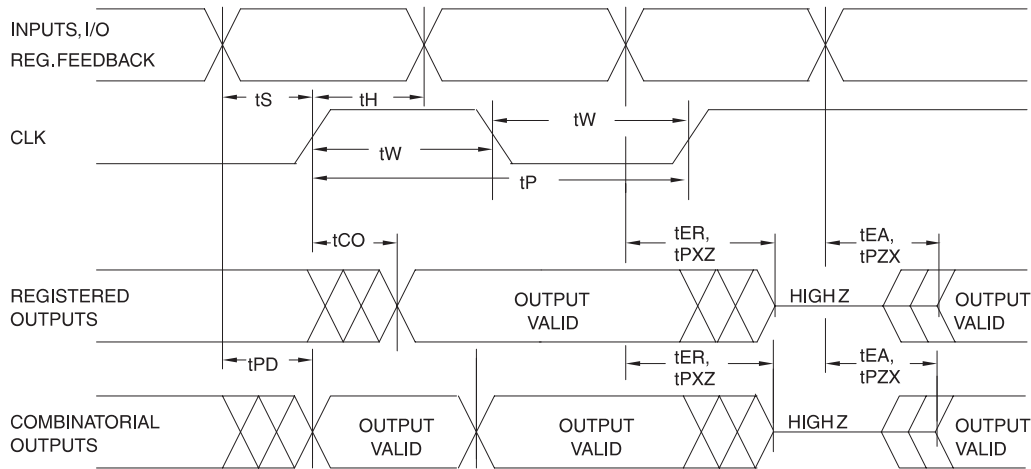 INPUTS, I/O
REG. FEEDBACK
tS
tH
CLK
tW
tW
tP
tCO
tER,
tPXZ
tEA,
tPZX
REGISTERED
OUTPUTS
OUTPUT
VALID
HIGH Z
OUTPUT
VALID
tPD
tER,
tPXZ
tEA,
tPZX
COMBINATORIAL
OUTPUTS
OUTPUT
VALID
OUTPUT
VALID
HIGH Z
OUTPUT
VALID